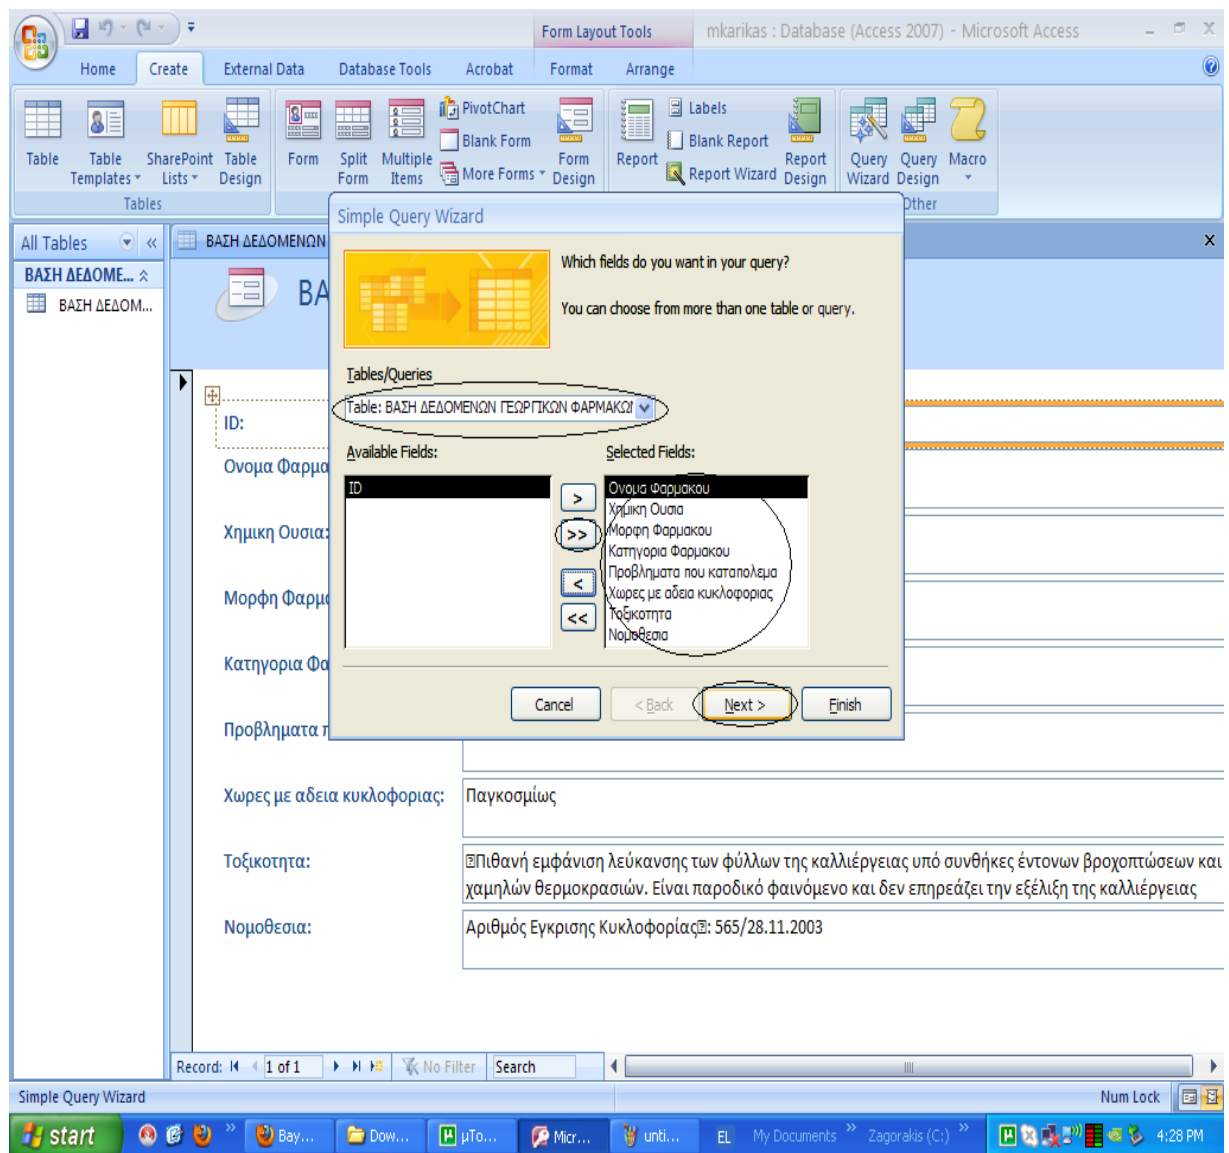 Form Layout Tools
mkarikas : Database (Access 2007) - Microsoft Access
Home Create External Data Database Tools Acrobat Format Arrange
Table
Table Templates
SharePoint Lists
Table Design
Form
Split Form
Multiple Items
PivotChart
Blank Form
More Forms
Form Design
Report
Labels
Blank Report
Report Wizard
Report Design
Query Wizard
Query Design
Macro
Tables
Other
Simple Query Wizard
All Tables
ΒΑΣΗ ΔΕΔΟΜΕ...
ΒΑΣΗ ΔΕΔΟΜ...
ΒΑΣΗ ΔΕΔΟΜΕΝΩΝ
ΒΑ
Which fields do you want in your query?
You can choose from more than one table or query.
Tables/Queries
Table: ΒΑΣΗ ΔΕΔΟΜΕΝΩΝ ΓΕΩΡΓΙΚΩΝ ΦΑΡΜΑΚΩΝ
Available Fields:
ID
Selected Fields:
Ονομα Φαρμακου
Χημικη Ουσια
Μορφη Φαρμακου
Κατηγορια Φαρμακου
Προβληματα που καταπολεμα
Χωρες με αδεια κυκλοφοριας
Τοξικοτητα
Νομοθεσια
>
>>
<
<<
Cancel < Back Next > Finish
ID:
Ονομα Φαρμα
Χημικη Ουσια:
Μορφη Φαρμα
Κατηγορια Φα
Προβληματα π
Χωρες με αδεια κυκλοφοριας: Παγκοσμίως
Τοξικοτητα: Πιθανή εμφάνιση λεύκανσης των φύλλων της καλλιέργειας υπό συνθήκες έντονων βροχοπτώσεων και
χαμηλών θερμοκρασιών. Είναι παροδικό φαινόμενο και δεν επηρεάζει την εξέλιξη της καλλιέργειας
Νομοθεσια: Αριθμός Εγκρισης Κυκλοφορίας: 565/28.11.2003
Record: 1 of 1 No Filter Search
Simple Query Wizard Num Lock
start Bay... Dow... μTo... Micr... unti... EL My Documents Zagorakis (C:) 4:28 PM